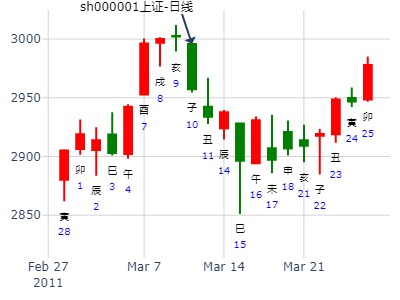 sh000001上证-日线
3000
2950
2900
2850
寅
28
卯
1
辰
2
巳
3
午
4
酉
7
戌
8
亥
9
子
10
丑
11
辰
14
巳
15
午
16
未
17
申
18
亥
21
子
22
丑
23
寅
24
卯
25
Feb 27
2011
Mar 7
Mar 14
Mar 21